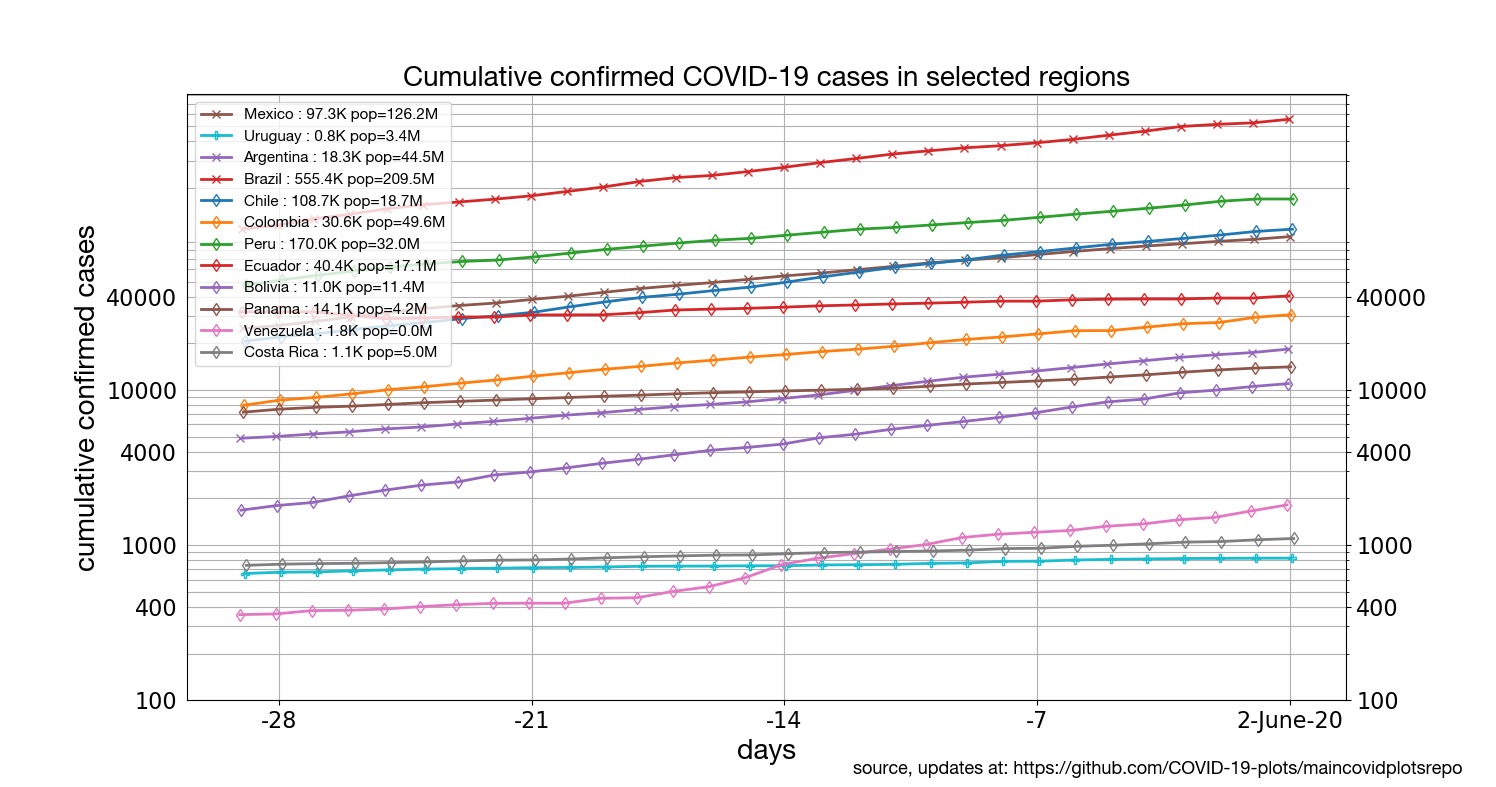 Cumulative confirmed COVID-19 cases in selected regions
Mexico : 97.3K pop=126.2M
Uruguay : 0.8K pop=3.4M
Argentina : 18.3K pop=44.5M
Brazil : 555.4K pop=209.5M
Chile : 108.7K pop=18.7M
Colombia : 30.6K pop=49.6M
Peru : 170.0K pop=32.0M
Ecuador : 40.4K pop=17.1M
Bolivia : 11.0K pop=11.4M
Panama : 14.1K pop=4.2M
Venezuela : 1.8K pop=0.0M
Costa Rica : 1.1K pop=5.0M
cumulative confirmed cases
40000
10000
4000
1000
400
100
40000
10000
4000
1000
400
100
-28 -21 -14 -7 2-June-20
days
source, updates at: https://github.com/COVID-19-plots/maincovidplotsrepo